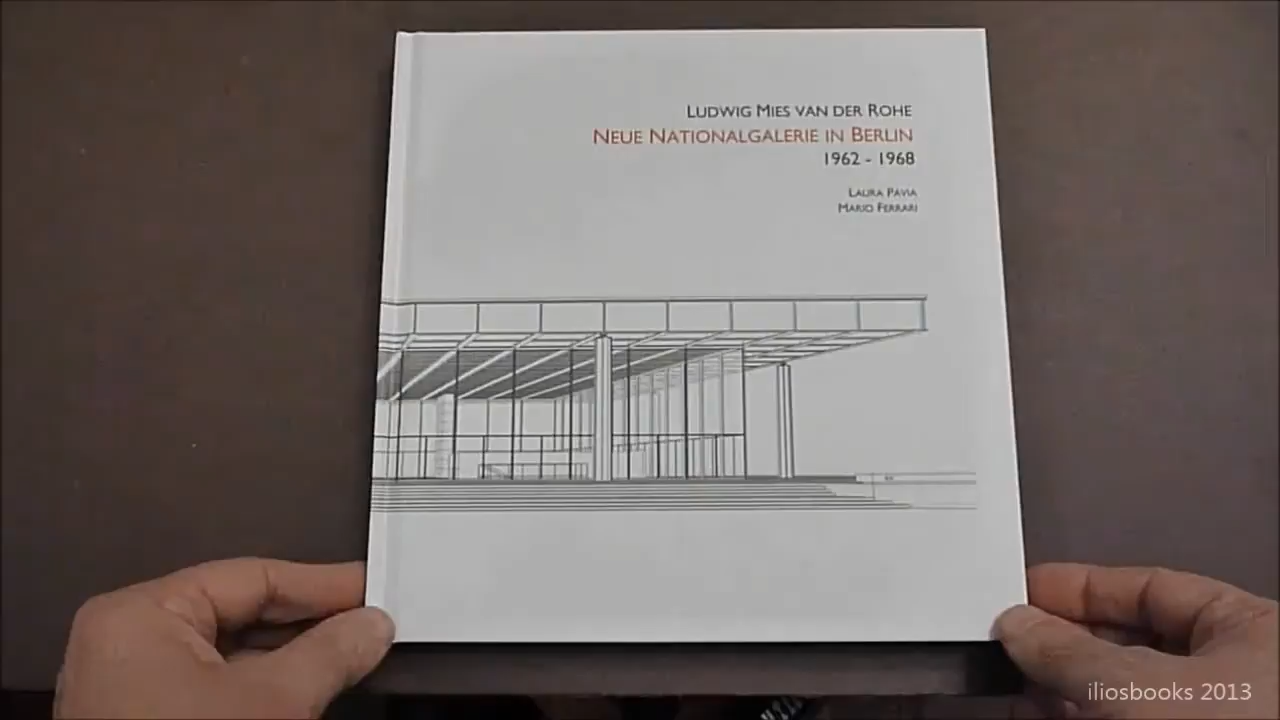 LUDWIG MIES VAN DER ROHE
NEUE NATIONALGALERIE IN BERLIN
1962 - 1968
LAURA PAVIA
MARIO FERRARI
iliosbooks 2013